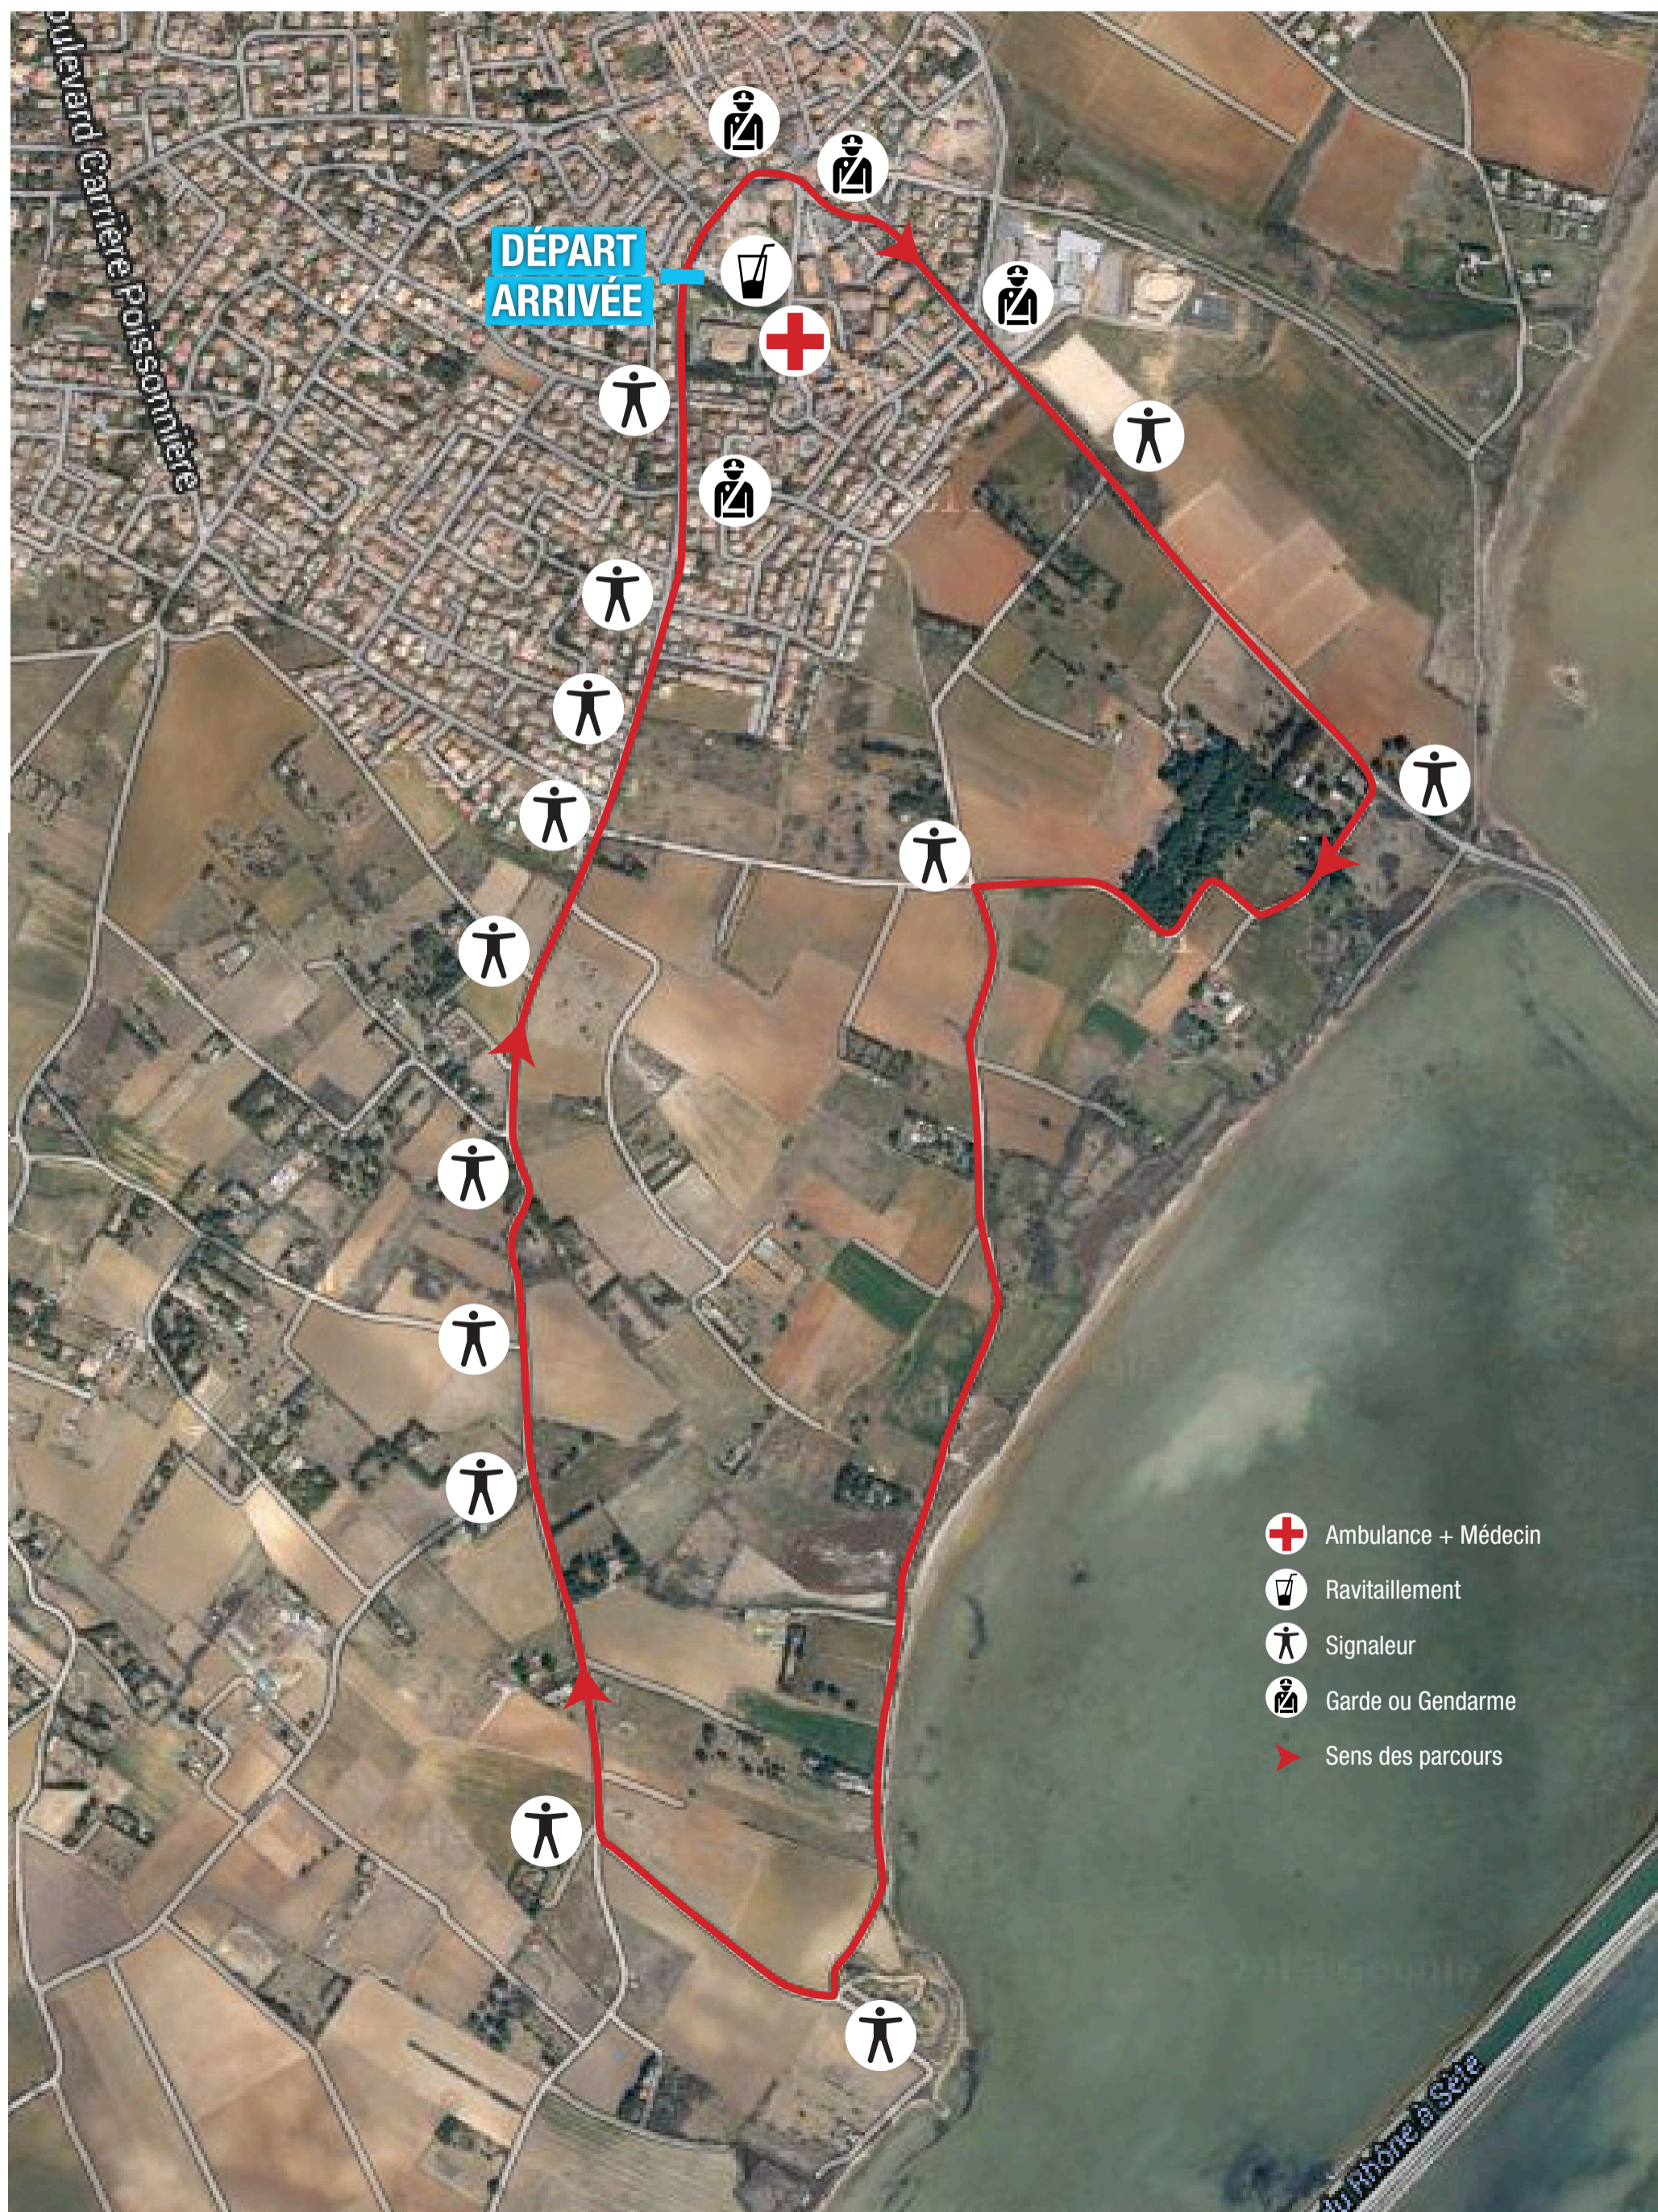 oulevard Carrière Poissonnière
DÉPART
ARRIVÉE
Ambulance + Médecin
Ravitaillement
Signaleur
Garde ou Gendarme
Sens des parcours
du Rhône à Sète